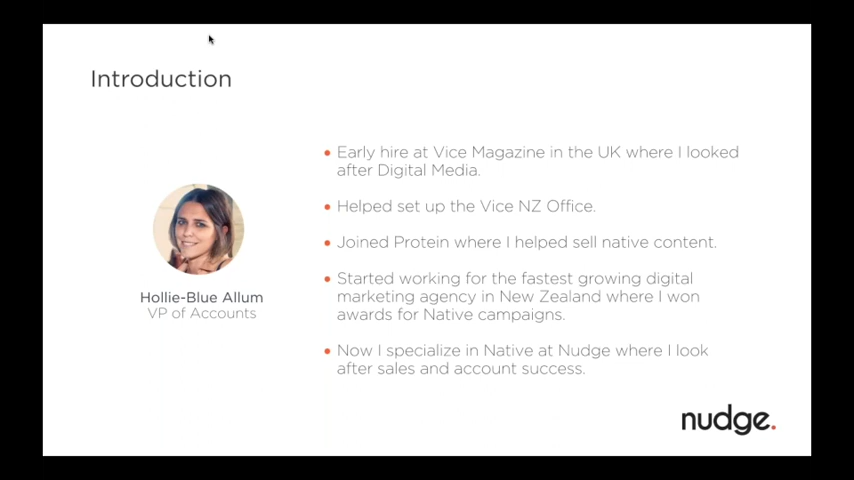 Introduction
Early hire at Vice Magazine in the UK where I looked
after Digital Media.
Helped set up the Vice NZ Office.
Joined Protein where I helped sell native content.
Started working for the fastest growing digital
marketing agency in New Zealand where I won
awards for Native campaigns.
Now I specialize in Native at Nudge where I look
after sales and account success.
Hollie-Blue Allum
VP of Accounts
nudge.